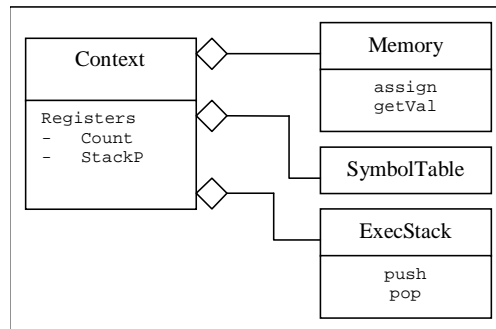 Context
Registers
- Count
- StackP
Memory
assign
getVal
SymbolTable
ExecStack
push
pop